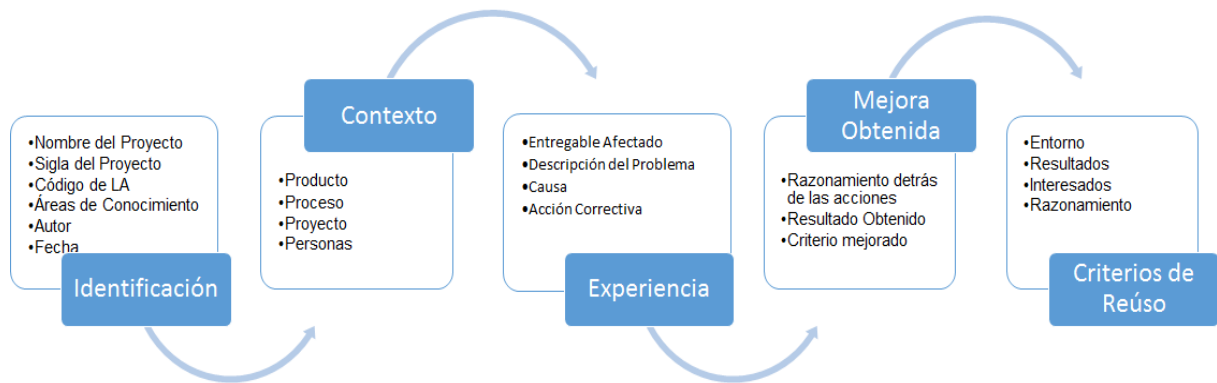 •Nombre del Proyecto
•Sigla del Proyecto
•Código de LA
•Áreas de Conocimiento
•Autor
•Fecha
Identificación
Contexto
•Producto
•Proceso
•Proyecto
•Personas
•Entregable Afectado
•Descripción del Problema
•Causa
•Acción Correctiva
Experiencia
Mejora
Obtenida
•Razonamiento detrás
de las acciones
•Resultado Obtenido
•Criterio mejorado
•Entorno
•Resultados
•Interesados
•Razonamiento
Criterios de
Reúso